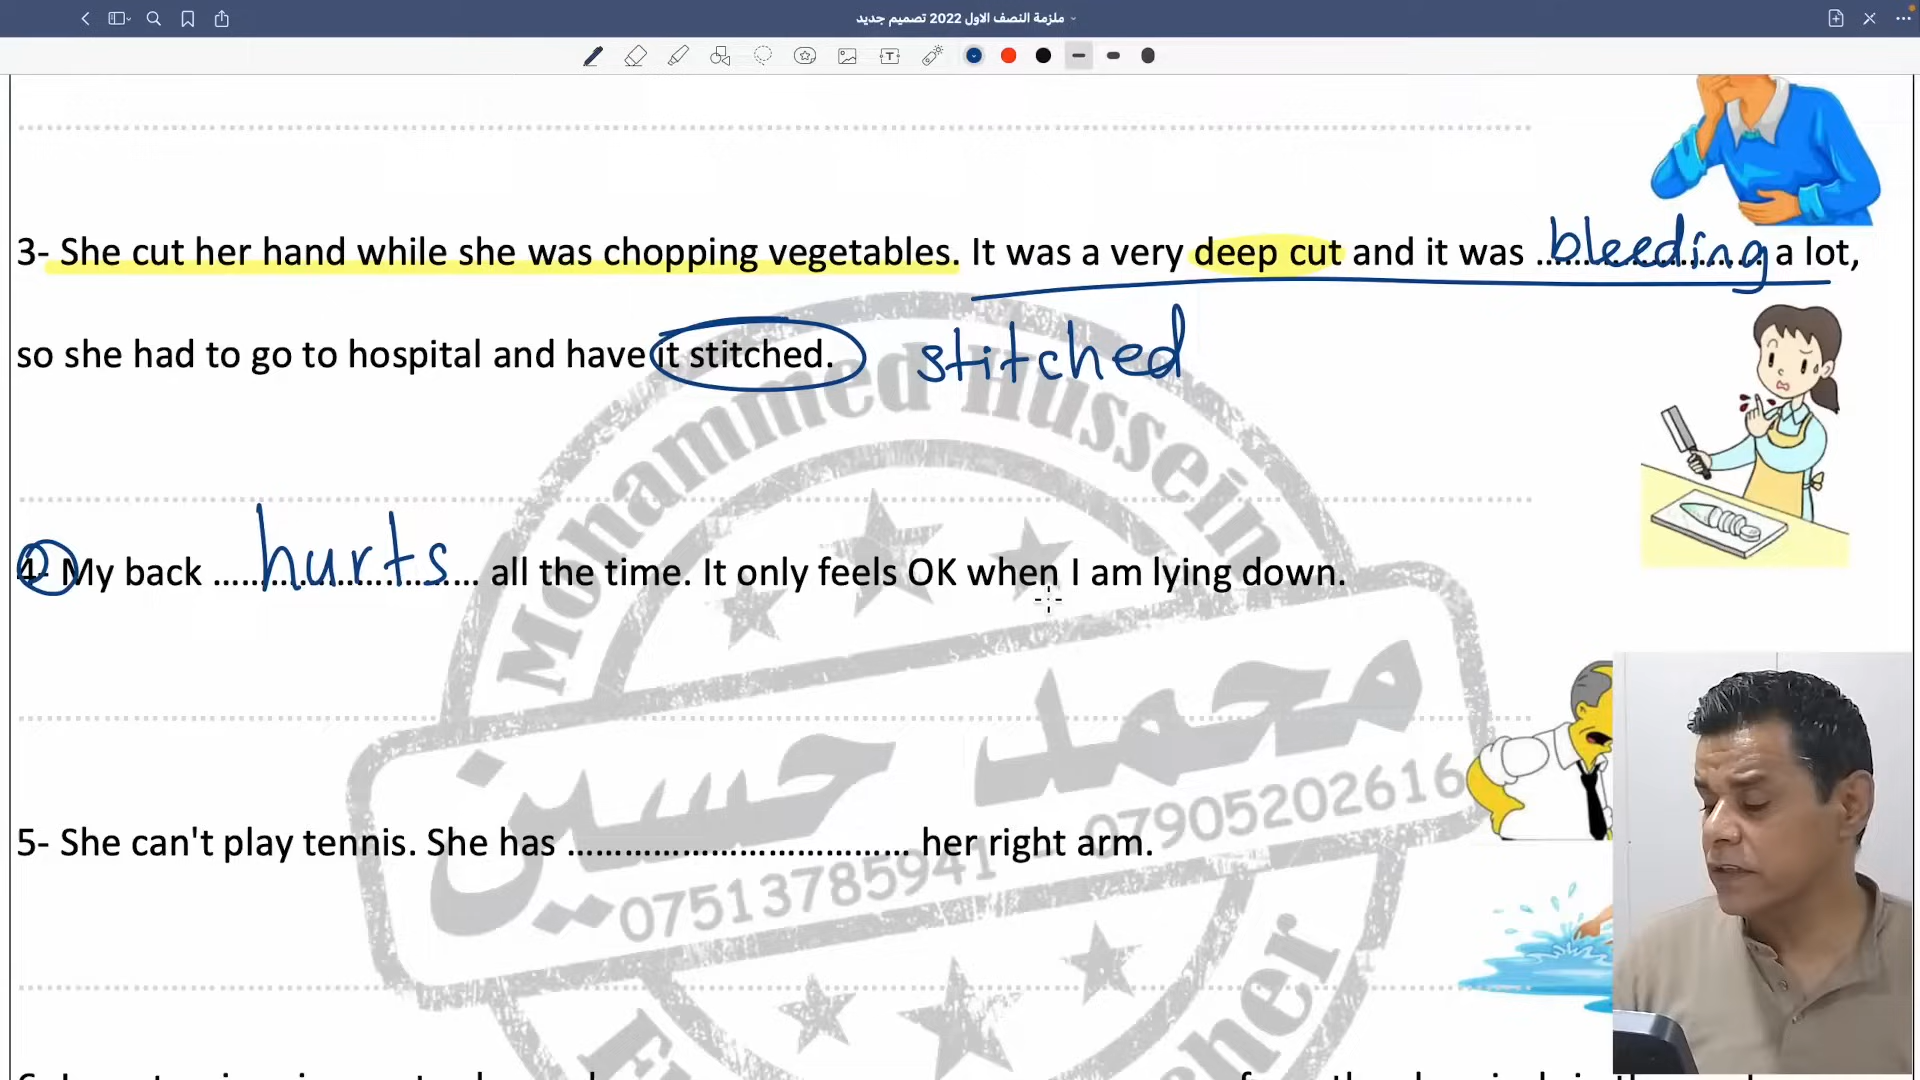 ملزمة النصف الاول 2022 تصميم جديد
3- She cut her hand while she was chopping vegetables. It was a very deep cut and it was bleeding a lot,
so she had to go to hospital and have it stitched. stitched
Mohammed Hussein
4- My back hurts all the time. It only feels OK when I am lying down.
محمد حسين
07513785941 - 07905202616
5- She can't play tennis. She has .................................... her right arm.